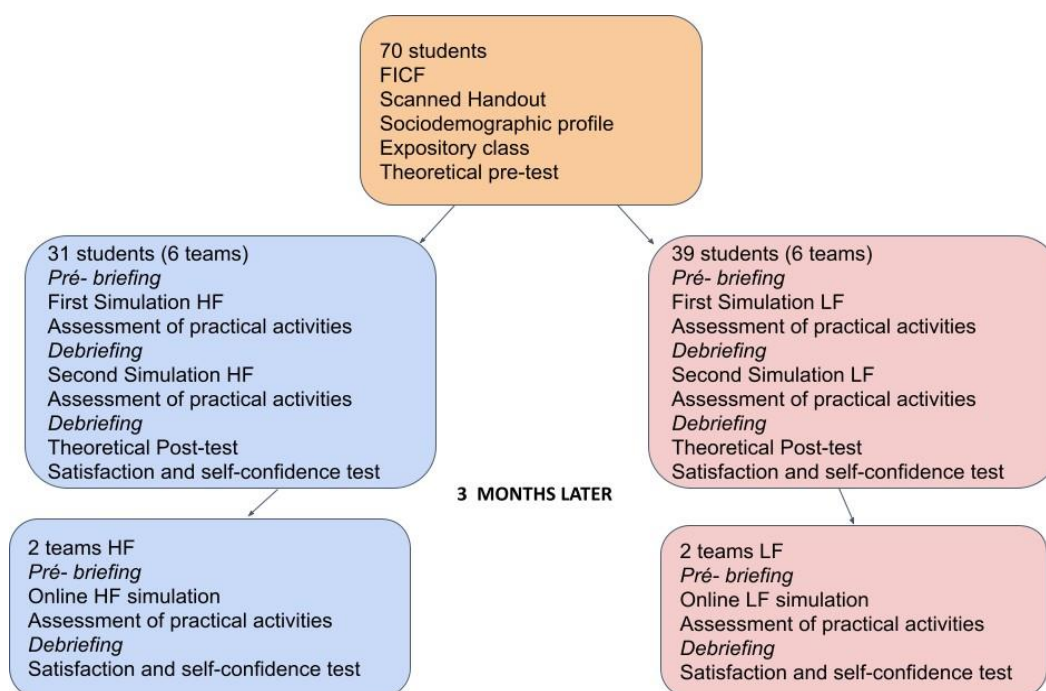 70 students
FICF
Scanned Handout
Sociodemographic profile
Expository class
Theoretical pre-test
31 students (6 teams)
Pré- briefing
First Simulation HF
Assessment of practical activities
Debriefing
Second Simulation HF
Assessment of practical activities
Debriefing
Theoretical Post-test
Satisfaction and self-confidence test
39 students (6 teams)
Pré- briefing
First Simulation LF
Assessment of practical activities
Debriefing
Second Simulation LF
Assessment of practical activities
Debriefing
Theoretical Post-test
Satisfaction and self-confidence test
3 MONTHS LATER
2 teams HF
Pré- briefing
Online HF simulation
Assessment of practical activities
Debriefing
Satisfaction and self-confidence test
2 teams LF
Pré- briefing
Online LF simulation
Assessment of practical activities
Debriefing
Satisfaction and self-confidence test